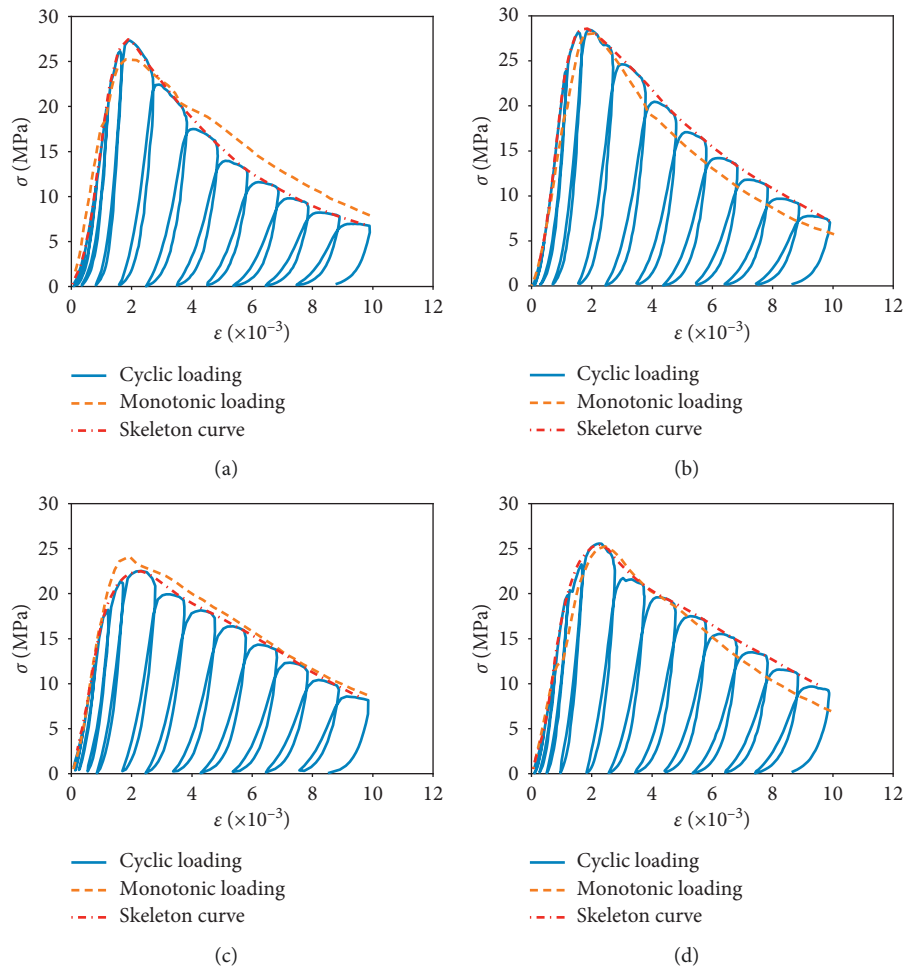 30
25
20
15
10
5
0
σ (MPa)
0 2 4 6 8 10 12
ε (×10⁻³)
Cyclic loading
Monotonic loading
Skeleton curve
(a)
30
25
20
15
10
5
0
σ (MPa)
0 2 4 6 8 10 12
ε (×10⁻³)
Cyclic loading
Monotonic loading
Skeleton curve
(b)
30
25
20
15
10
5
0
σ (MPa)
0 2 4 6 8 10 12
ε (×10⁻³)
Cyclic loading
Monotonic loading
Skeleton curve
(c)
30
25
20
15
10
5
0
σ (MPa)
0 2 4 6 8 10 12
ε (×10⁻³)
Cyclic loading
Monotonic loading
Skeleton curve
(d)